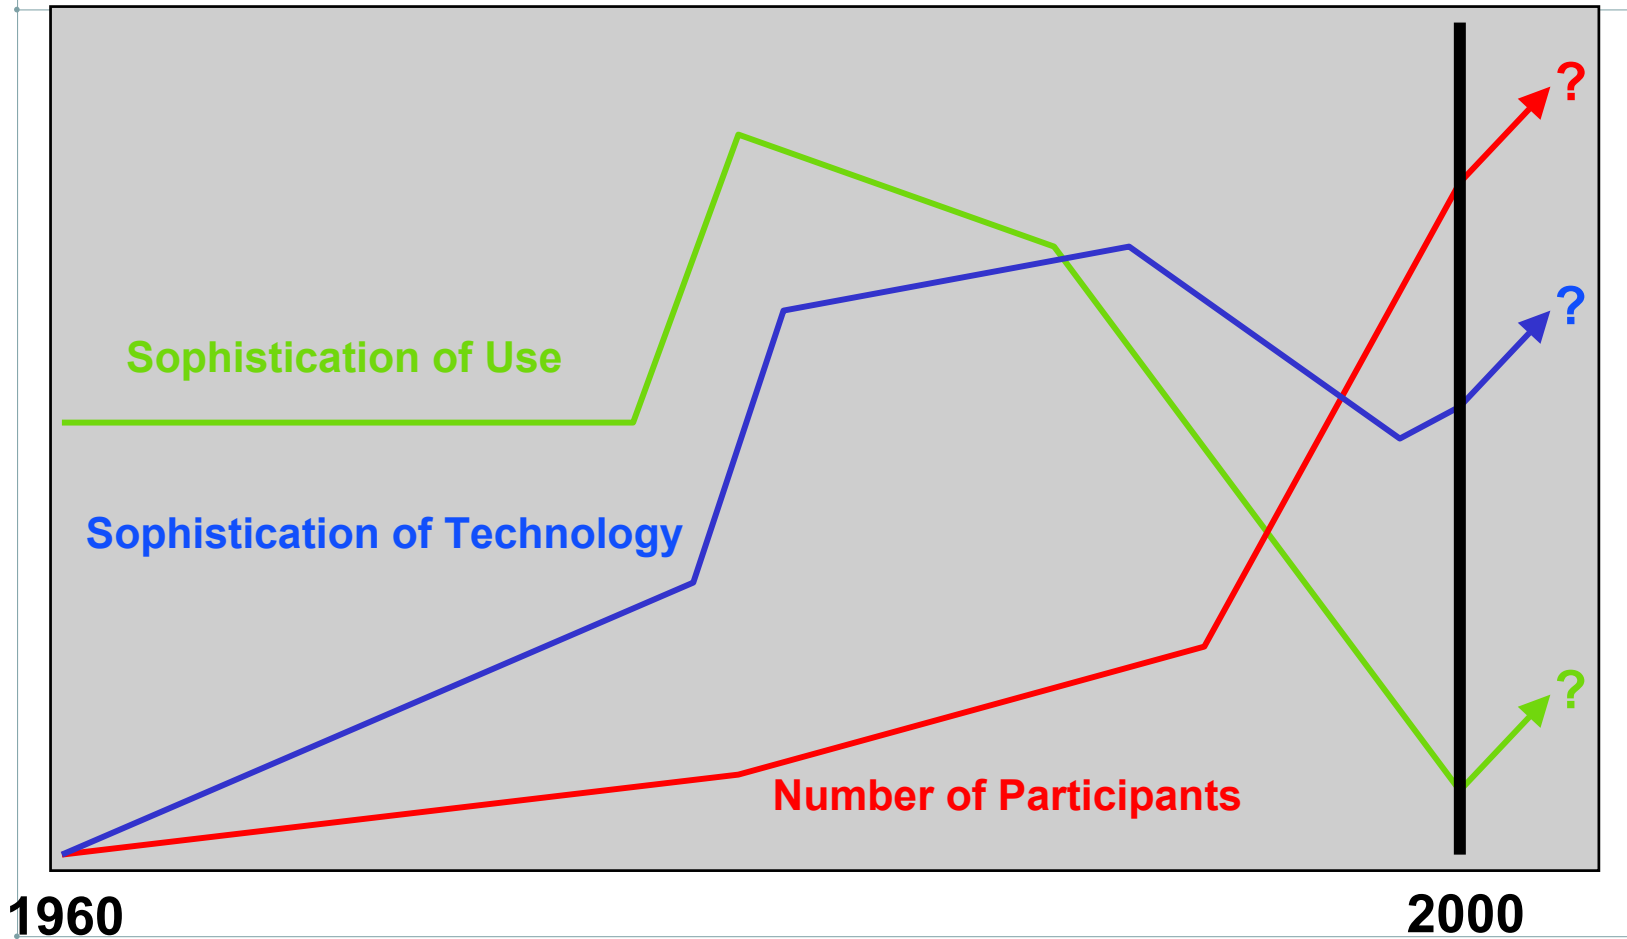 ?
?
Sophistication of Use
Sophistication of Technology
?
Number of Participants
1960
2000